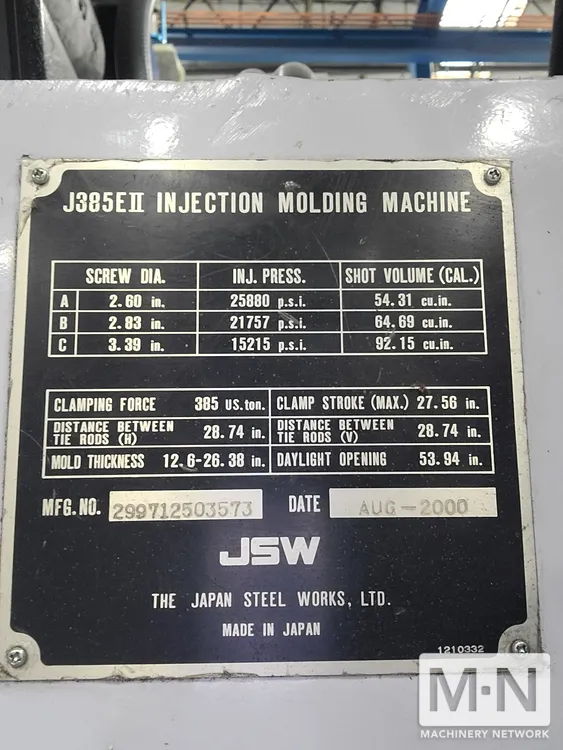 J385EⅡ INJECTION MOLDING MACHINE
SCREW DIA. INJ. PRESS. SHOT VOLUME (CAL.)
A 2.60 in. 25880 p.s.i. 54.31 cu.in.
B 2.83 in. 21757 p.s.i. 64.69 cu.in.
C 3.39 in. 15215 p.s.i. 92.15 cu.in.
CLAMPING FORCE 385 US.ton. CLAMP STROKE (MAX.) 27.56 in.
DISTANCE BETWEEN TIE RODS (H) 28.74 in. DISTANCE BETWEEN TIE RODS (V) 28.74 in.
MOLD THICKNESS 12.6-26.38 in. DAYLIGHT OPENING 53.94 in.
MFG.NO. 299712503573 DATE AUG-2000
JSW
THE JAPAN STEEL WORKS, LTD.
MADE IN JAPAN
1210332
M·N
MACHINERY NETWORK